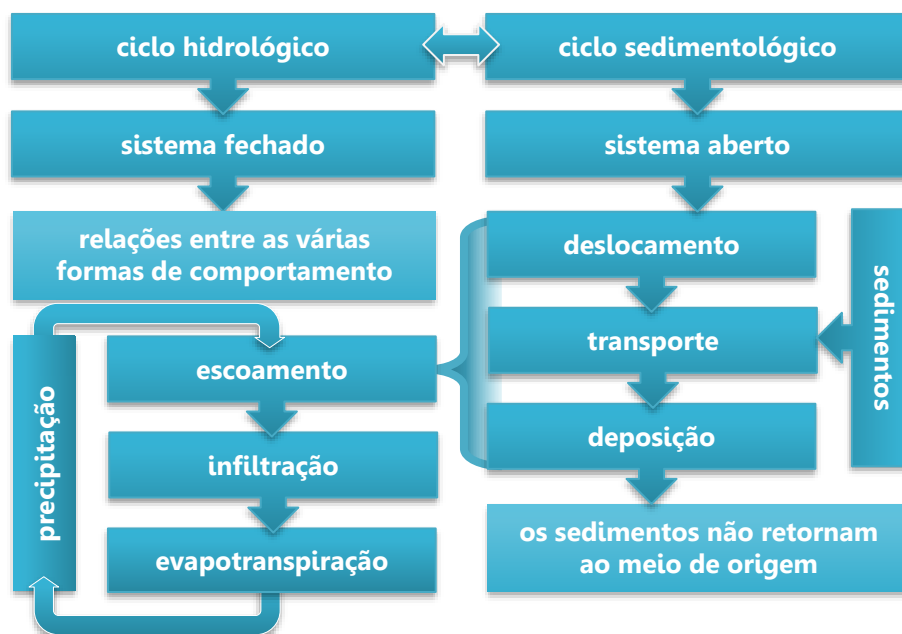 ciclo hidrológico
ciclo sedimentológico
sistema fechado
sistema aberto
relações entre as várias
formas de comportamento
deslocamento
sedimentos
transporte
precipitação
escoamento
deposição
infiltração
evapotranspiração
os sedimentos não retornam
ao meio de origem